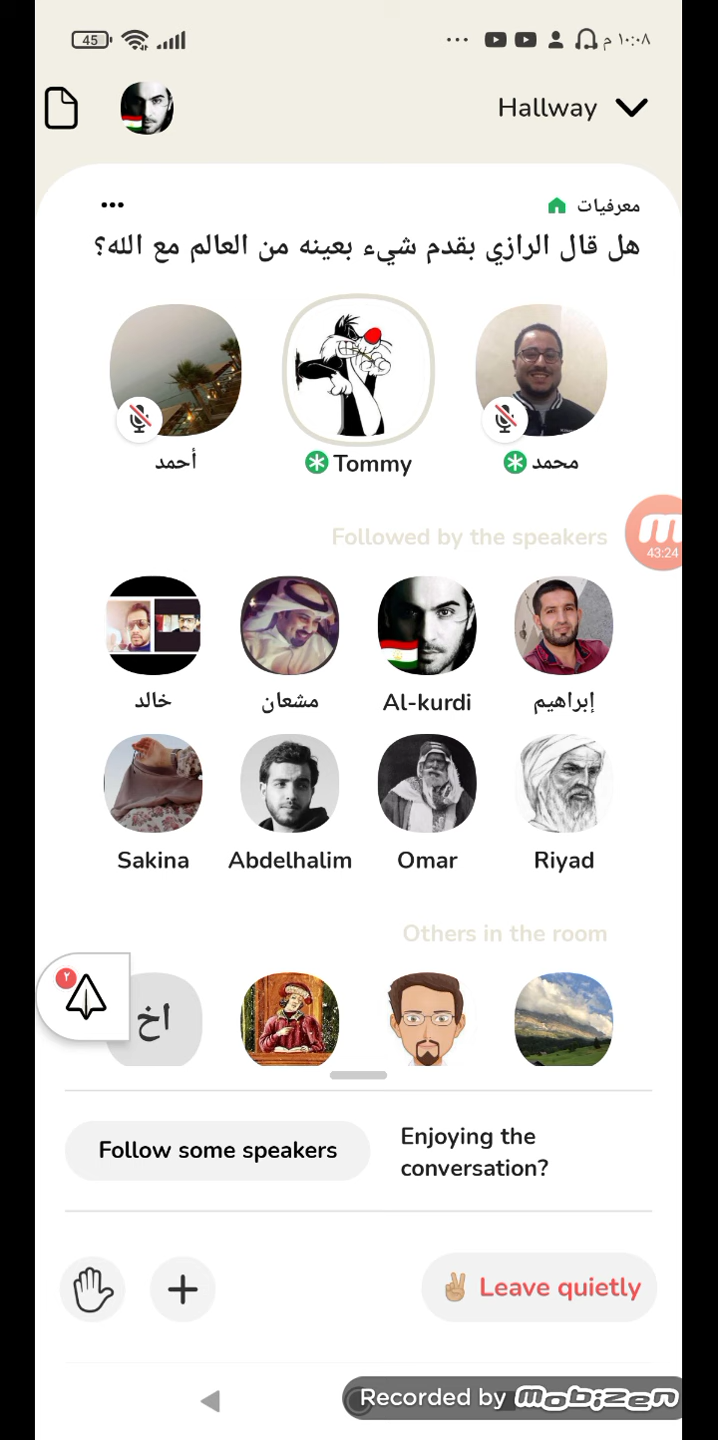 45
١٠:٠٨ م
Hallway
معرفيات
هل قال الرازي بقدم شيء بعينه من العالم مع الله؟
أحمد
Tommy
محمد
Followed by the speakers
43:24
خالد
مشعان
Al-kurdi
إبراهيم
Sakina
Abdelhalim
Omar
Riyad
Others in the room
٢
اخ
Follow some speakers
Enjoying the
conversation?
Leave quietly
Recorded by mobizen